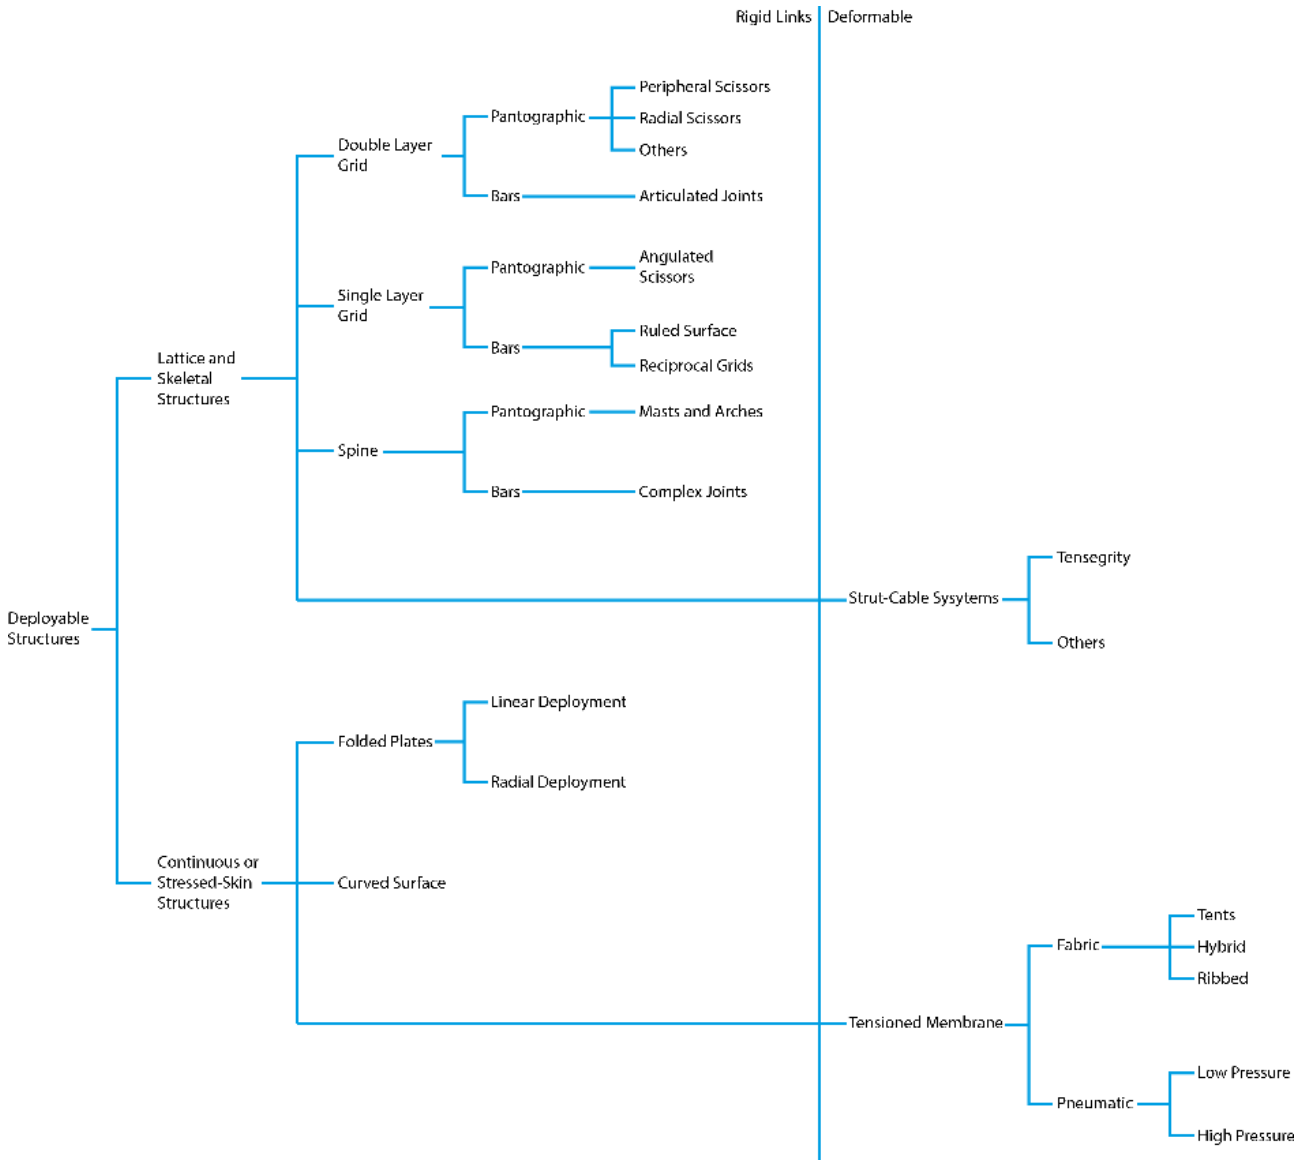 Rigid Links
Deformable
Peripheral Scissors
Pantographic
Radial Scissors
Double Layer
Grid
Others
Bars
Articulated Joints
Angulated
Scissors
Pantographic
Single Layer
Grid
Ruled Surface
Bars
Reciprocal Grids
Lattice and
Skeletal
Structures
Pantographic
Masts and Arches
Spine
Bars
Complex Joints
Tensegrity
Strut-Cable Sysytems
Others
Deployable
Structures
Linear Deployment
Folded Plates
Radial Deployment
Continuous or
Stressed-Skin
Structures
Curved Surface
Tents
Fabric
Hybrid
Ribbed
Tensioned Membrane
Low Pressure
Pneumatic
High Pressure